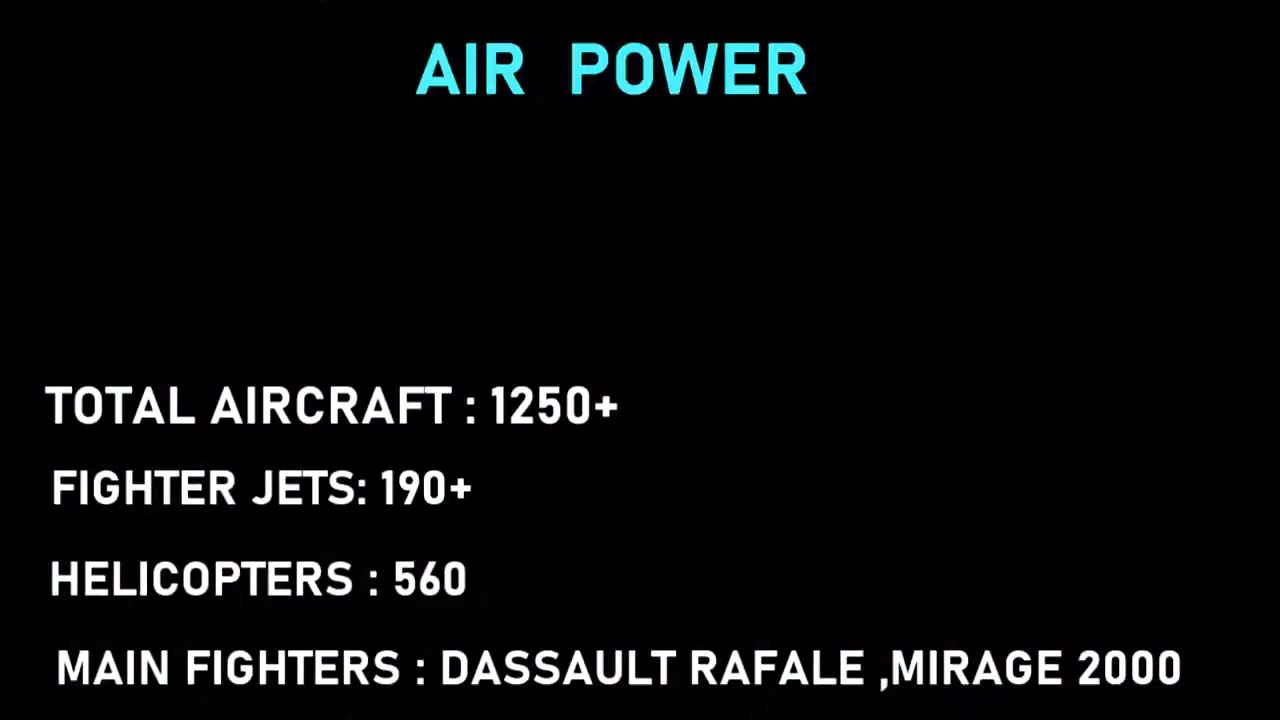 AIR POWER
TOTAL AIRCRAFT : 1250+
FIGHTER JETS: 190+
HELICOPTERS : 560
MAIN FIGHTERS : DASSAULT RAFALE ,MIRAGE 2000